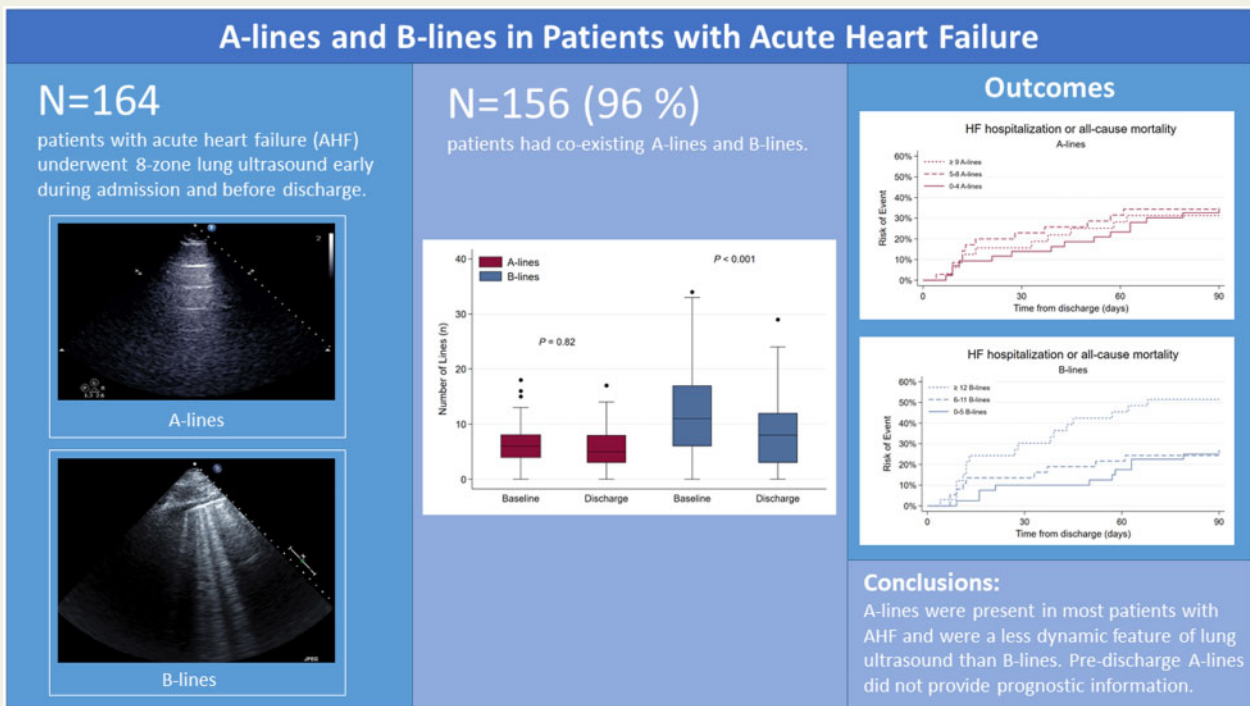 A-lines and B-lines in Patients with Acute Heart Failure
N=164
patients with acute heart failure (AHF)
underwent 8-zone lung ultrasound early
during admission and before discharge.
2
A-lines
JPEG
B-lines
N=156 (96 %)
patients had co-existing A-lines and B-lines.
A-lines
B-lines
P < 0.001
P = 0.82
Number of Lines (n)
40
30
20
10
0
Baseline
Discharge
Baseline
Discharge
Outcomes
HF hospitalization or all-cause mortality
A-lines
≥ 9 A-lines
5-8 A-lines
0-4 A-lines
Risk of Event
60%
50%
40%
30%
20%
10%
0%
0
30
60
90
Time from discharge (days)
HF hospitalization or all-cause mortality
B-lines
≥ 12 B-lines
6-11 B-lines
0-5 B-lines
Risk of Event
60%
50%
40%
30%
20%
10%
0%
0
30
60
90
Time from discharge (days)
Conclusions:
A-lines were present in most patients with
AHF and were a less dynamic feature of lung
ultrasound than B-lines. Pre-discharge A-lines
did not provide prognostic information.